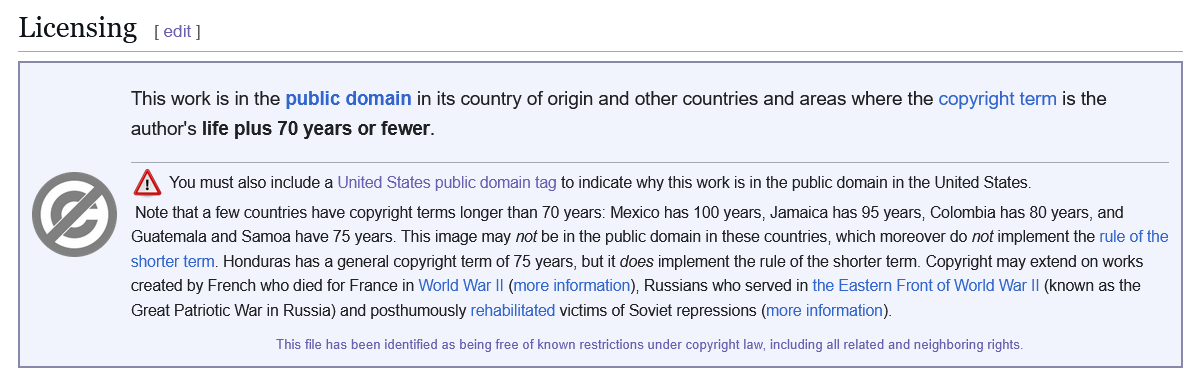 Licensing [ edit ]
This work is in the public domain in its country of origin and other countries and areas where the copyright term is the
author's life plus 70 years or fewer.
You must also include a United States public domain tag to indicate why this work is in the public domain in the United States.
Note that a few countries have copyright terms longer than 70 years: Mexico has 100 years, Jamaica has 95 years, Colombia has 80 years, and
Guatemala and Samoa have 75 years. This image may not be in the public domain in these countries, which moreover do not implement the rule of the
shorter term. Honduras has a general copyright term of 75 years, but it does implement the rule of the shorter term. Copyright may extend on works
created by French who died for France in World War II (more information), Russians who served in the Eastern Front of World War II (known as the
Great Patriotic War in Russia) and posthumously rehabilitated victims of Soviet repressions (more information).
This file has been identified as being free of known restrictions under copyright law, including all related and neighboring rights.